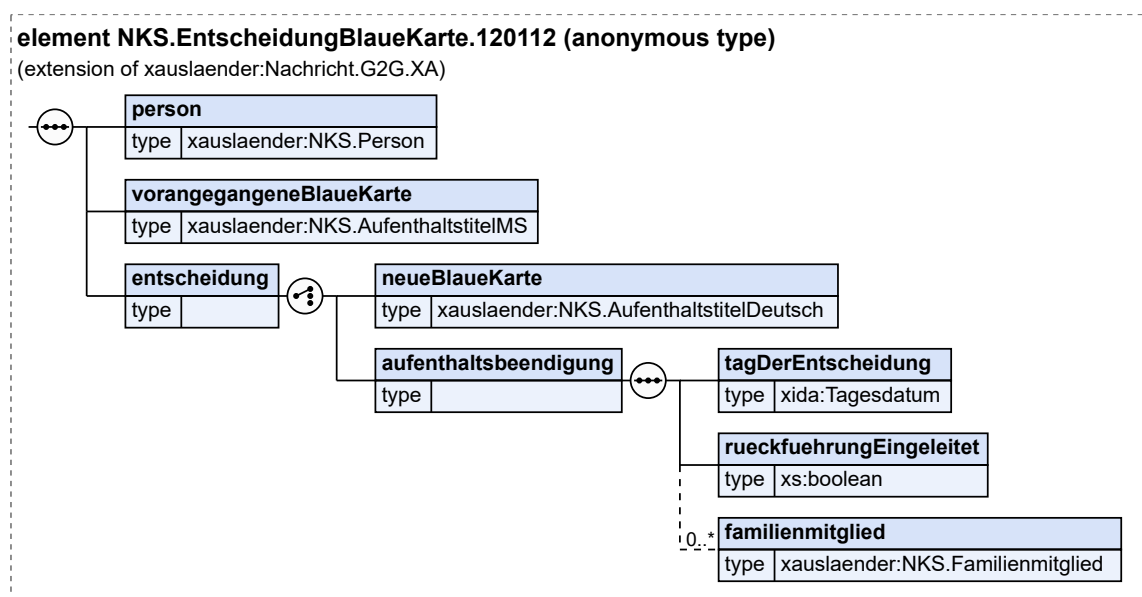 element NKS.EntscheidungBlaueKarte.120112 (anonymous type)
(extension of xauslaender:Nachricht.G2G.XA)
person
type xauslaender:NKS.Person
vorangegangeneBlaueKarte
type xauslaender:NKS.AufenthaltstitelMS
entscheidung
type
neueBlaueKarte
type xauslaender:NKS.AufenthaltstitelDeutsch
aufenthaltsbeendigung
type
tagDerEntscheidung
type xida:Tagesdatum
rueckfuehrungEingeleitet
type xs:boolean
0..*
familienmitglied
type xauslaender:NKS.Familienmitglied